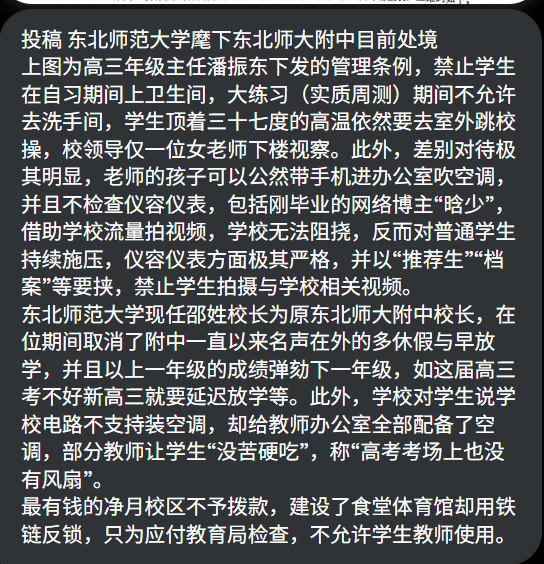 投稿 东北师范大学麾下东北师大附中目前处境
上图为高三年级主任潘振东下发的管理条例，禁止学生
在自习期间上卫生间，大练习（实质周测）期间不允许
去洗手间，学生顶着三十七度的高温依然要去室外跳校
操，校领导仅一位女老师下楼视察。此外，差别对待极
其明显，老师的孩子可以公然带手机进办公室吹空调，
并且不检查仪容仪表，包括刚毕业的网络博主“晗少”，
借助学校流量拍视频，学校无法阻挠，反而对普通学生
持续施压，仪容仪表方面极其严格，并以“推荐生”“档
案”等要挟，禁止学生拍摄与学校相关视频。
东北师范大学现任邵姓校长为原东北师大附中校长，在
位期间取消了附中一直以来名声在外的多休假与早放
学，并且以上一年级的成绩弹劾下一年级，如这届高三
考不好新高三就要延迟放学等。此外，学校对学生说学
校电路不支持装空调，却给教师办公室全部配备了空
调，部分教师让学生“没苦硬吃”，称“高考考场上也没
有风扇”。
最有钱的净月校区不予拨款，建设了食堂体育馆却用铁
链反锁，只为应付教育局检查，不允许学生教师使用。